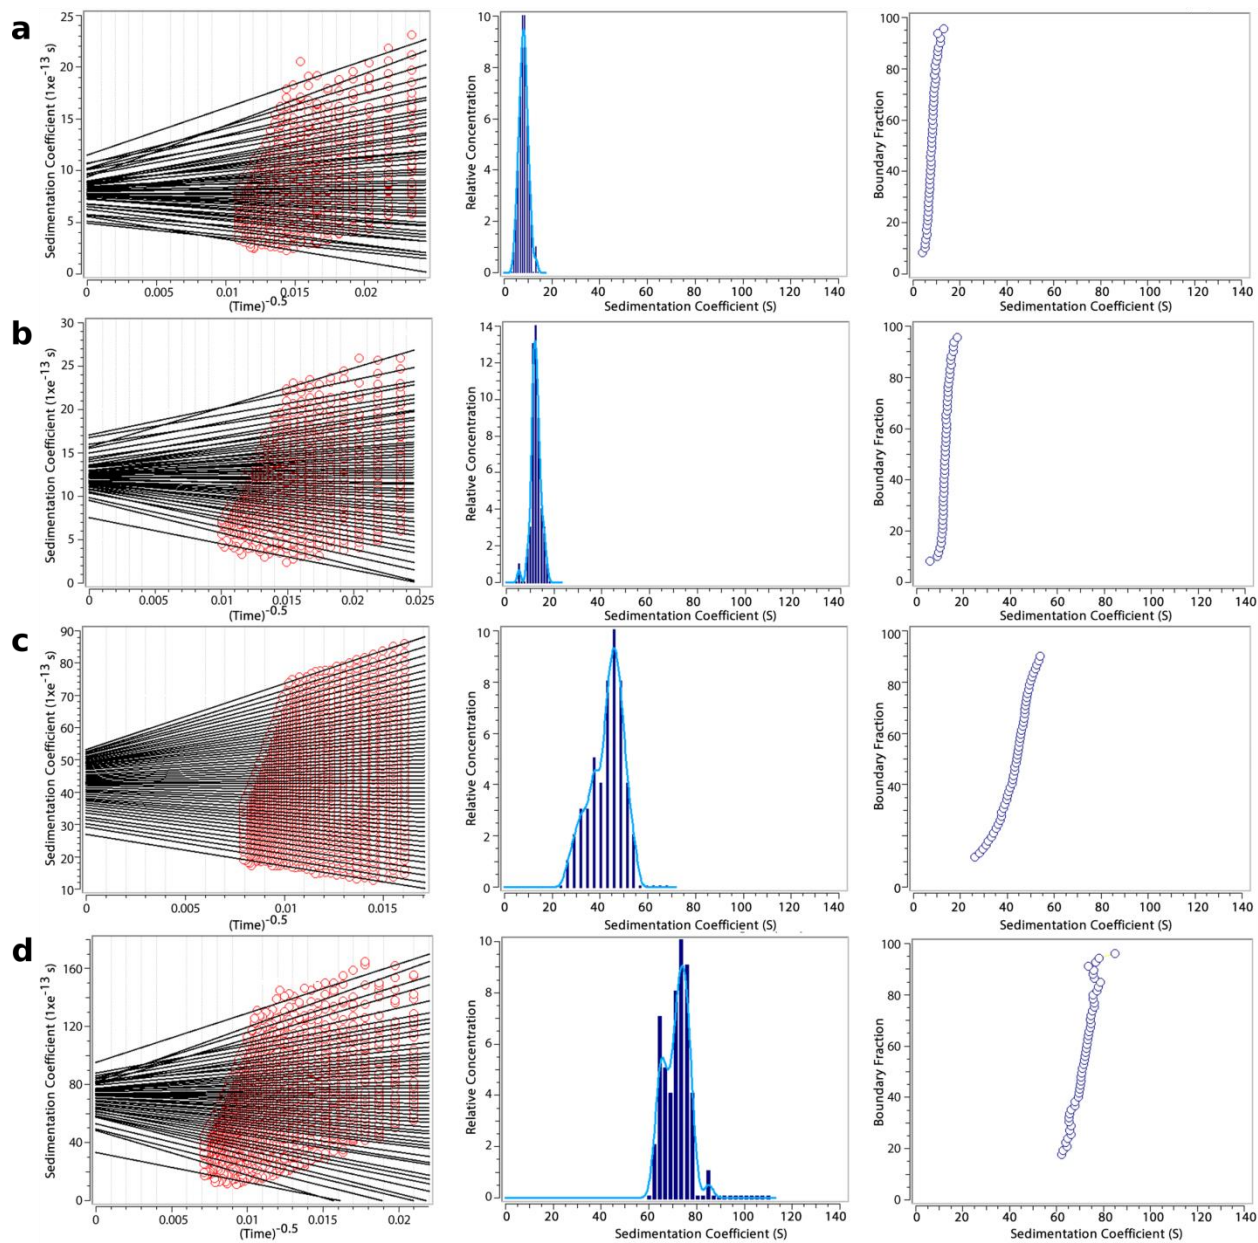 a
Sedimentation Coefficient (1xe-13 s)
25
20
15
10
5
0
0 0.005 0.01 0.015 0.02
(Time)-0.5
Relative Concentration
10
8
6
4
2
0
0 20 40 60 80 100 120 140
Sedimentation Coefficient (S)
Boundary Fraction
100
80
60
40
20
0
0 20 40 60 80 100 120 140
Sedimentation Coefficient (S)
b
Sedimentation Coefficient (1xe-13 s)
30
25
20
15
10
5
0
0 0.005 0.01 0.015 0.02 0.025
(Time)-0.5
Relative Concentration
14
12
10
8
6
4
2
0
0 20 40 60 80 100 120 140
Sedimentation Coefficient (S)
Boundary Fraction
100
80
60
40
20
0
0 20 40 60 80 100 120 140
Sedimentation Coefficient (S)
c
Sedimentation Coefficient (1xe-13 s)
90
80
70
60
50
40
30
20
10
0 0.005 0.01 0.015
(Time)-0.5
Relative Concentration
10
8
6
4
2
0
0 20 40 60 80 100 120 140
Sedimentation Coefficient (S)
Boundary Fraction
100
80
60
40
20
0
20 40 60 80 100 120 140
Sedimentation Coefficient (S)
d
Sedimentation Coefficient (1xe-13 s)
160
120
80
40
0
0 0.005 0.01 0.015 0.02
(Time)-0.5
Relative Concentration
10
8
6
4
2
0
0 20 40 60 80 100 120 140
Sedimentation Coefficient (S)
Boundary Fraction
100
80
60
40
20
0
0 20 40 60 80 100 120 140
Sedimentation Coefficient (S)